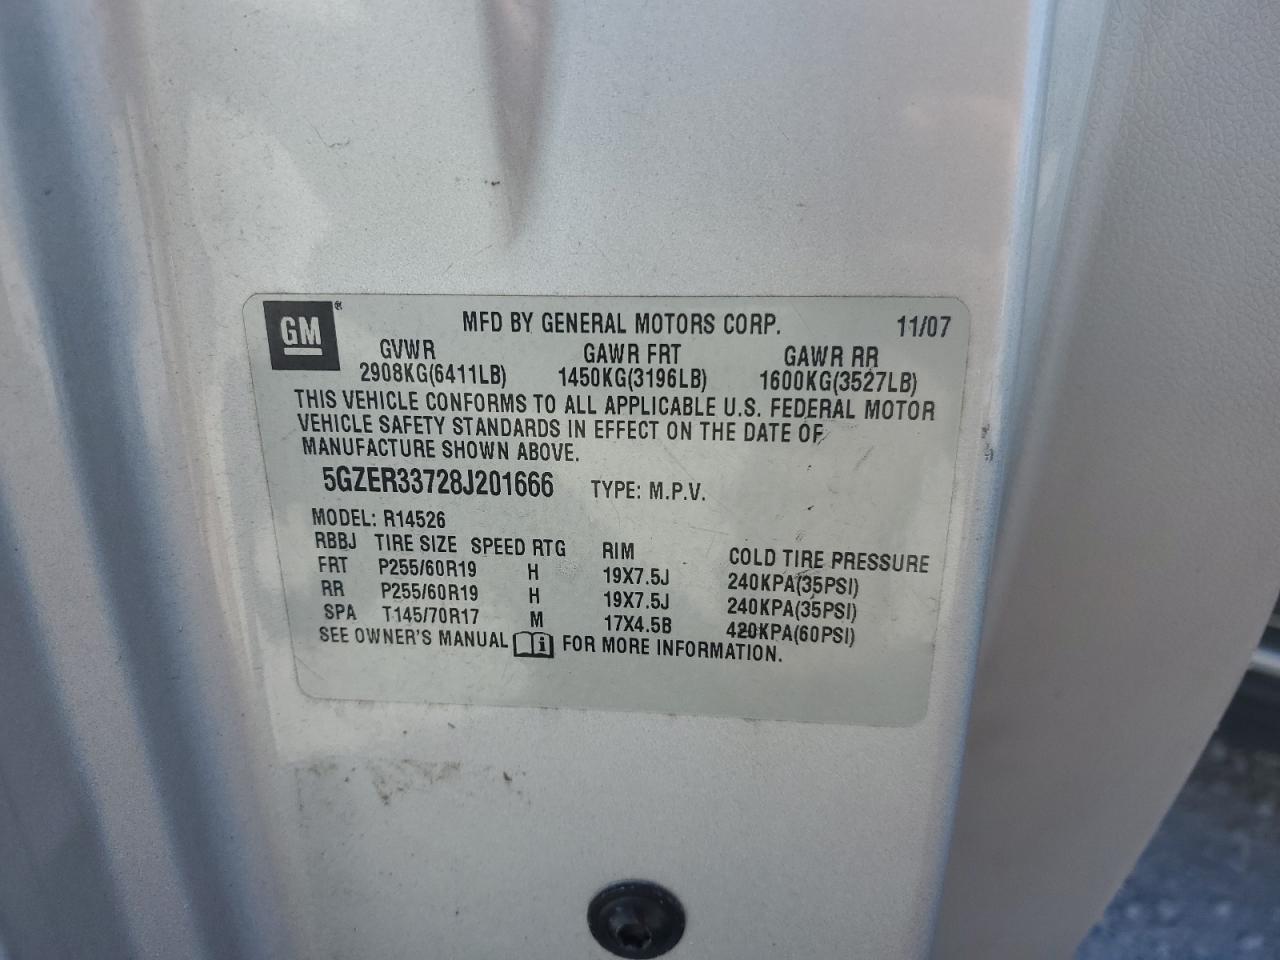 GM® MFD BY GENERAL MOTORS CORP. 11/07
GVWR GAWR FRT GAWR RR
2908KG(6411LB) 1450KG(3196LB) 1600KG(3527LB)
THIS VEHICLE CONFORMS TO ALL APPLICABLE U.S. FEDERAL MOTOR
VEHICLE SAFETY STANDARDS IN EFFECT ON THE DATE OF
MANUFACTURE SHOWN ABOVE.
5GZER33728J201666 TYPE: M.P.V.
MODEL: R14526
RBBJ TIRE SIZE SPEED RTG RIM COLD TIRE PRESSURE
FRT P255/60R19 H 19X7.5J 240KPA(35PSI)
RR P255/60R19 H 19X7.5J 240KPA(35PSI)
SPA T145/70R17 M 17X4.5B 420KPA(60PSI)
SEE OWNER'S MANUAL i FOR MORE INFORMATION.